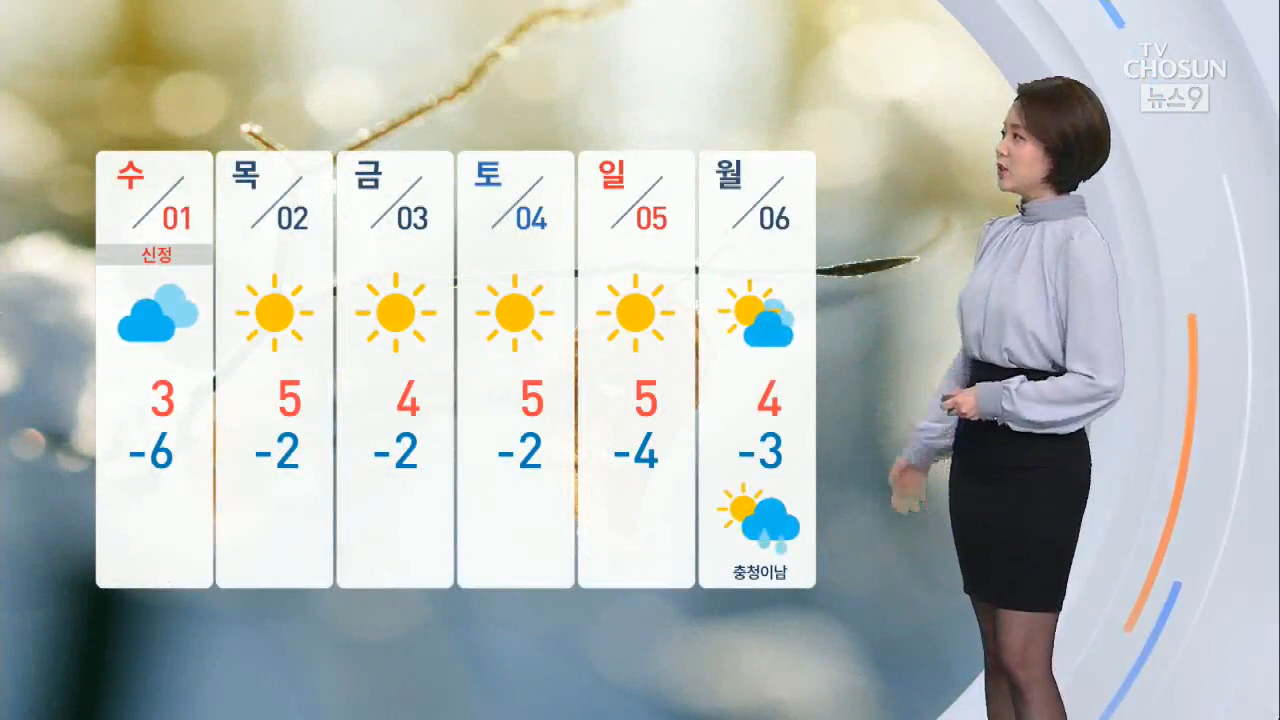 TV
CHOSUN
뉴스9
수 목 금 토 일 월
01 02 03 04 05 06
신정
3 5 4 5 5 4
-6 -2 -2 -2 -4 -3
충청이남